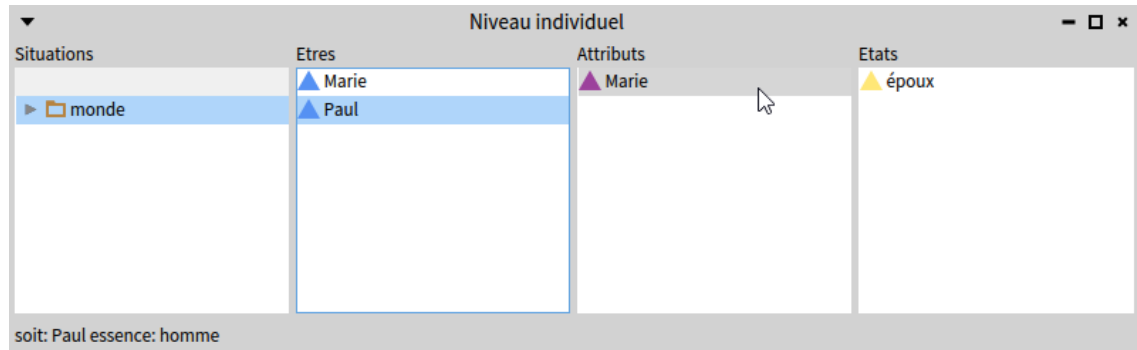 Niveau individuel
Situations Etres Attributs Etats
Marie Marie époux
monde Paul
soit: Paul essence: homme